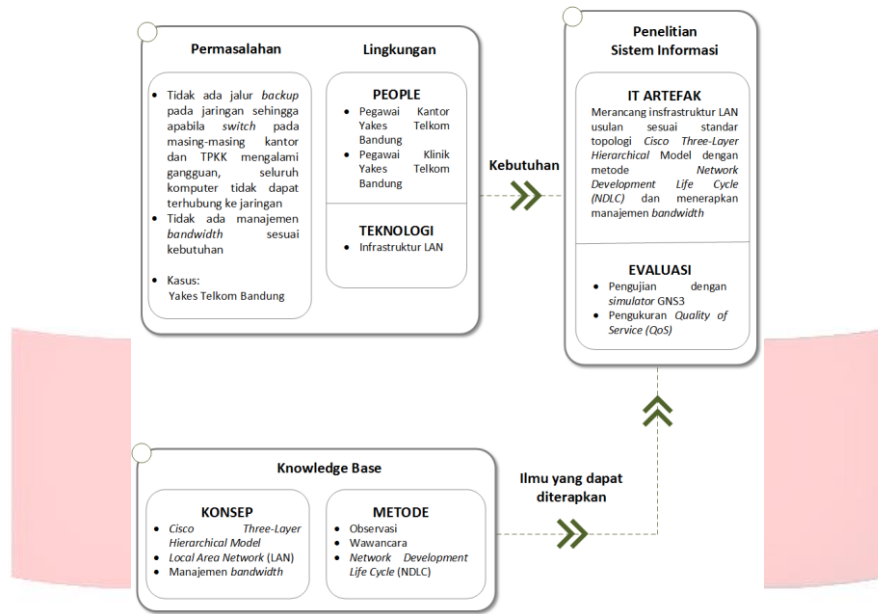 Permasalahan
Tidak ada jalur backup
pada jaringan sehingga
apabila switch pada
masing-masing kantor
dan TPKK mengalami
gangguan, seluruh
komputer tidak dapat
terhubung ke jaringan
Tidak ada manajemen
bandwidth sesuai
kebutuhan
Kasus:
Yakes Telkom Bandung
Lingkungan
PEOPLE
Pegawai Kantor
Yakes Telkom
Bandung
Pegawai Klinik
Yakes Telkom
Bandung
TEKNOLOGI
Infrastruktur LAN
Kebutuhan
Penelitian
Sistem Informasi
IT ARTEFAK
Merancang insfrastruktur LAN
usulan sesuai standar
topologi Cisco Three-Layer
Hierarchical Model dengan
metode Network
Development Life Cycle
(NDLC) dan menerapkan
manajemen bandwidth
EVALUASI
Pengujian dengan
simulator GNS3
Pengukuran Quality of
Service (QoS)
Knowledge Base
KONSEP
Cisco Three-Layer
Hierarchical Model
Local Area Network (LAN)
Manajemen bandwidth
METODE
Observasi
Wawancara
Network Development
Life Cycle (NDLC)
Ilmu yang dapat
diterapkan